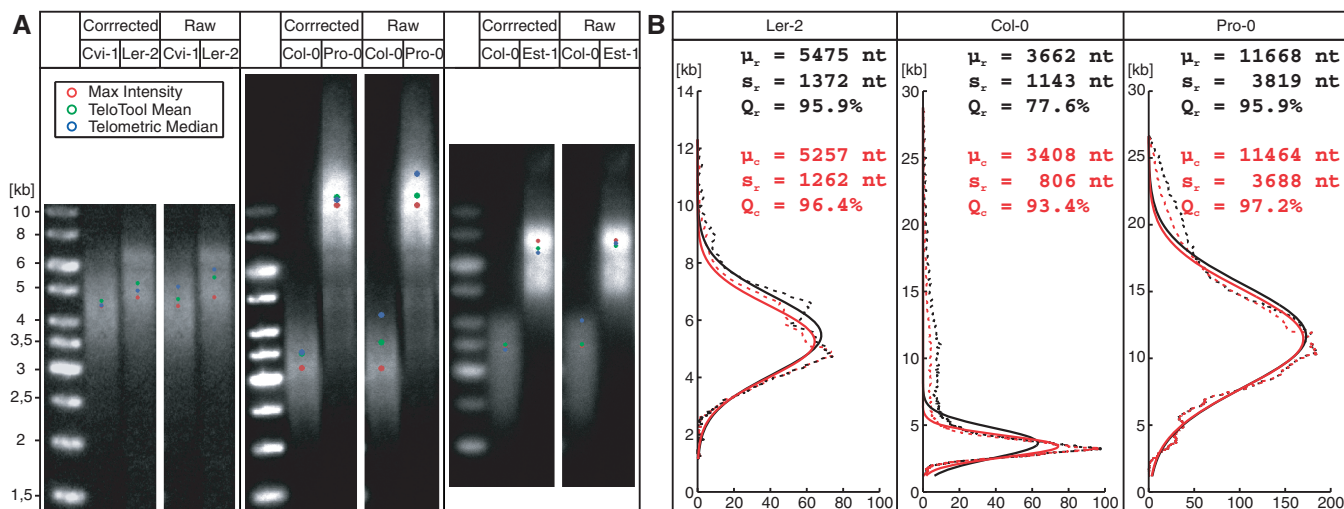 A
Corrrected Raw
Cvi-1 Ler-2 Cvi-1 Ler-2
Max Intensity
TeloTool Mean
Telometric Median
[kb]
10
8
6
5
4
3.5
3
2,5
2
1,5
Corrrected Raw
Col-0 Pro-0 Col-0 Pro-0
Corrrected Raw
Col-0 Est-1 Col-0 Est-1
B
Ler-2
μr = 5475 nt
sr = 1372 nt
Qr = 95.9%
μc = 5257 nt
sr = 1262 nt
Qc = 96.4%
[kb]
14
12
10
8
6
4
2
0
0 20 40 60 80 100
Col-0
μr = 3662 nt
sr = 1143 nt
Qr = 77.6%
μc = 3408 nt
sr = 806 nt
Qc = 93.4%
[kb]
30
25
20
15
10
5
0
0 20 40 60 80 100
Pro-0
μr = 11668 nt
sr = 3819 nt
Qr = 95.9%
μc = 11464 nt
sr = 3688 nt
Qc = 97.2%
[kb]
30
25
20
15
10
5
0
0 50 100 150 200